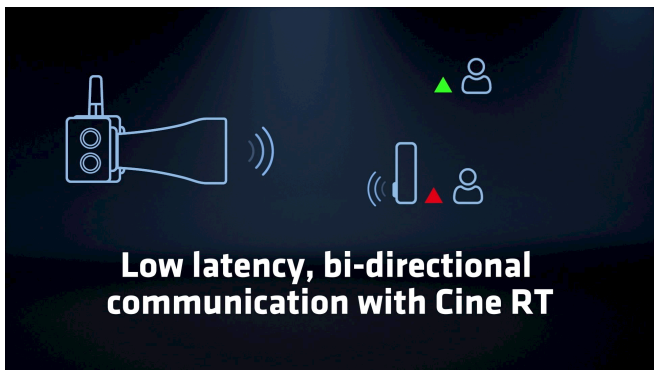 Low latency, bi-directional
communication with Cine RT